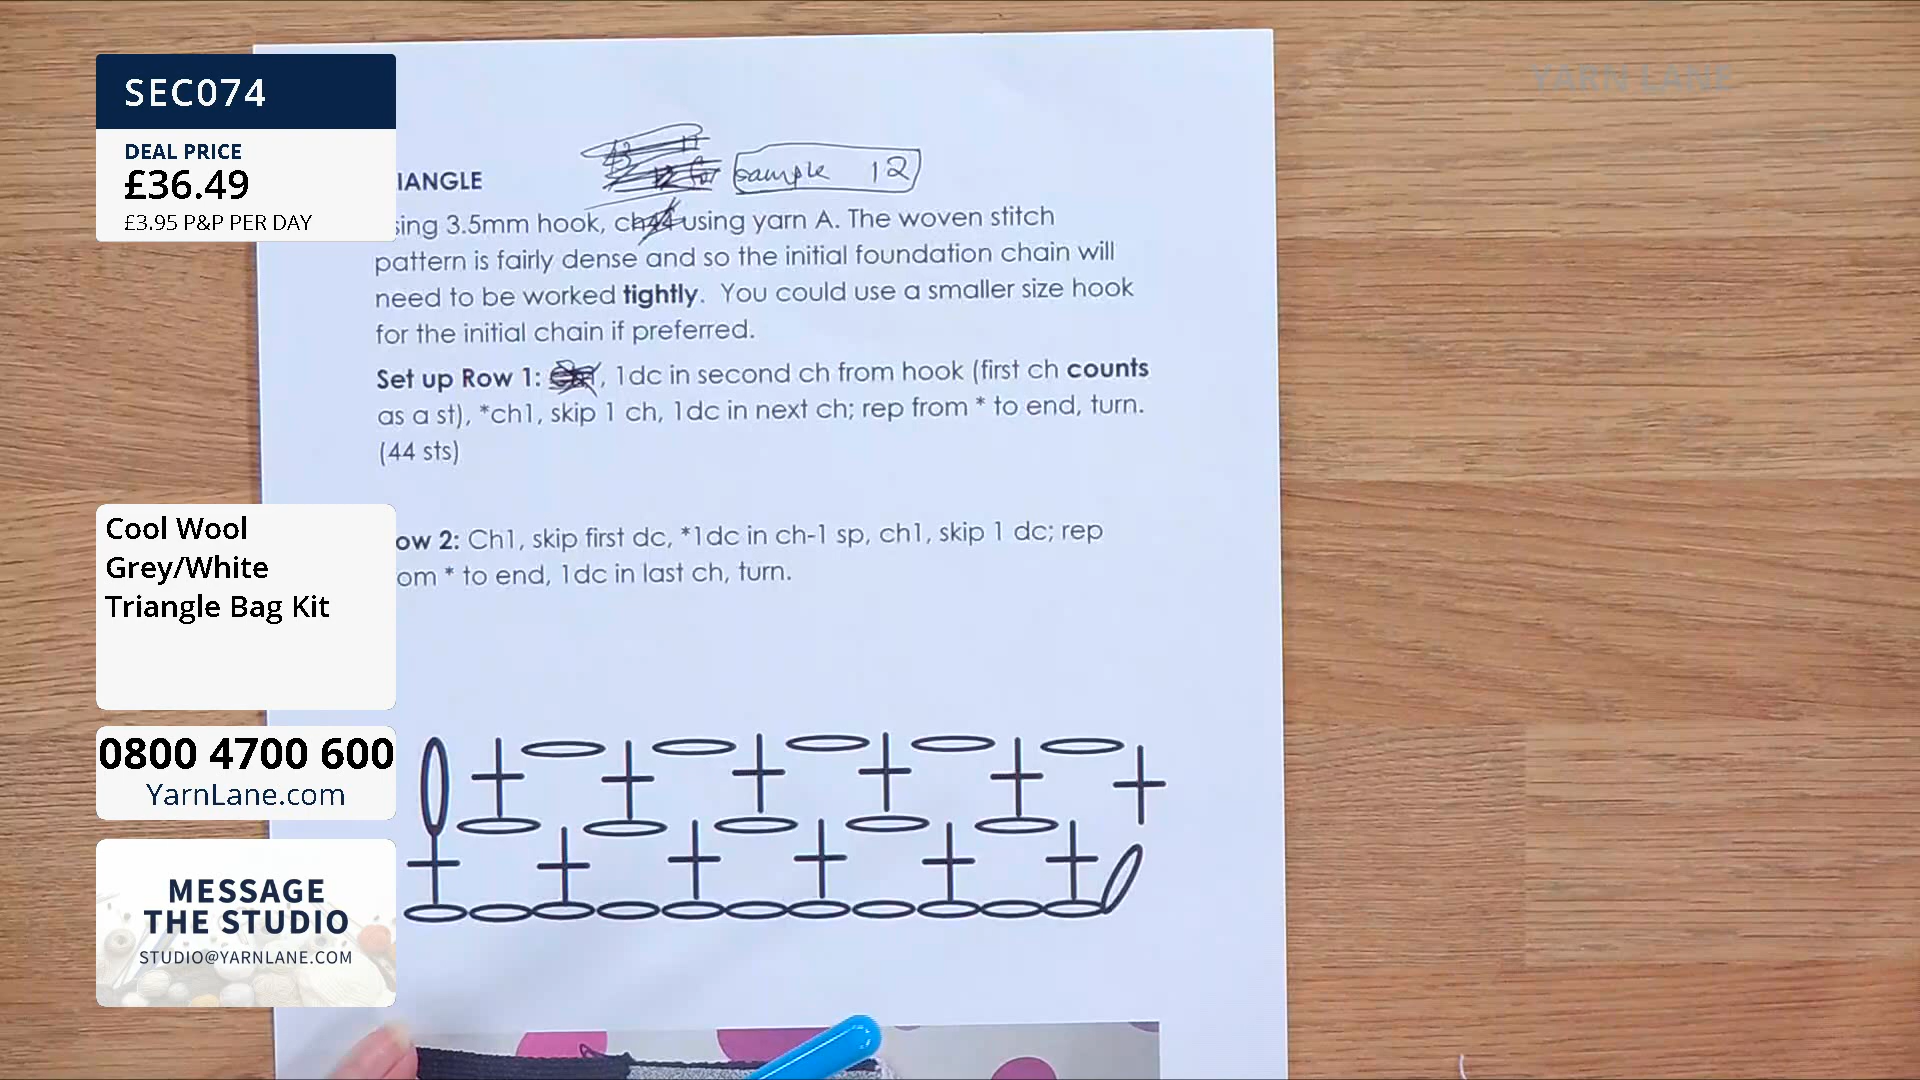 SEC074
DEAL PRICE
£36.49
£3.95 P&P PER DAY
Cool Wool
Grey/White
Triangle Bag Kit
0800 4700 600
YarnLane.com
MESSAGE
THE STUDIO
STUDIO@YARNLANE.COM
YARN LANE
sample 12
IANGLE
sing 3.5mm hook, ch44 using yarn A. The woven stitch
pattern is fairly dense and so the initial foundation chain will
need to be worked tightly. You could use a smaller size hook
for the initial chain if preferred.
Set up Row 1: , 1dc in second ch from hook (first ch counts
as a st), *ch1, skip 1 ch, 1dc in next ch; rep from * to end, turn.
(44 sts)
ow 2: Ch1, skip first dc, *1dc in ch-1 sp, ch1, skip 1 dc; rep
om * to end, 1dc in last ch, turn.